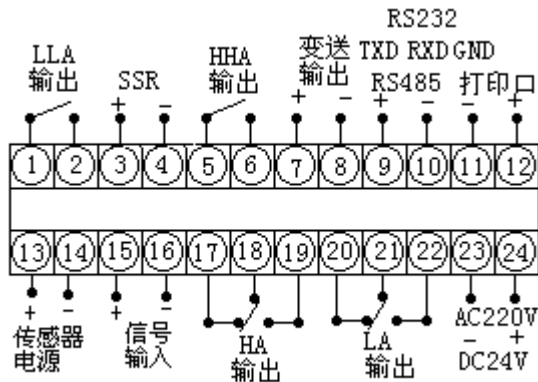 RS232
LLA SSR HHA 变送 TXD RXD GND
输出 + − 输出 输出 RS485 打印口
+ − + − − +
1 2 3 4 5 6 7 8 9 10 11 12
13 14 15 16 17 18 19 20 21 22 23 24
+ − + −
传感器 信号 HA LA AC220V
电源 输入 输出 输出 − +
DC24V